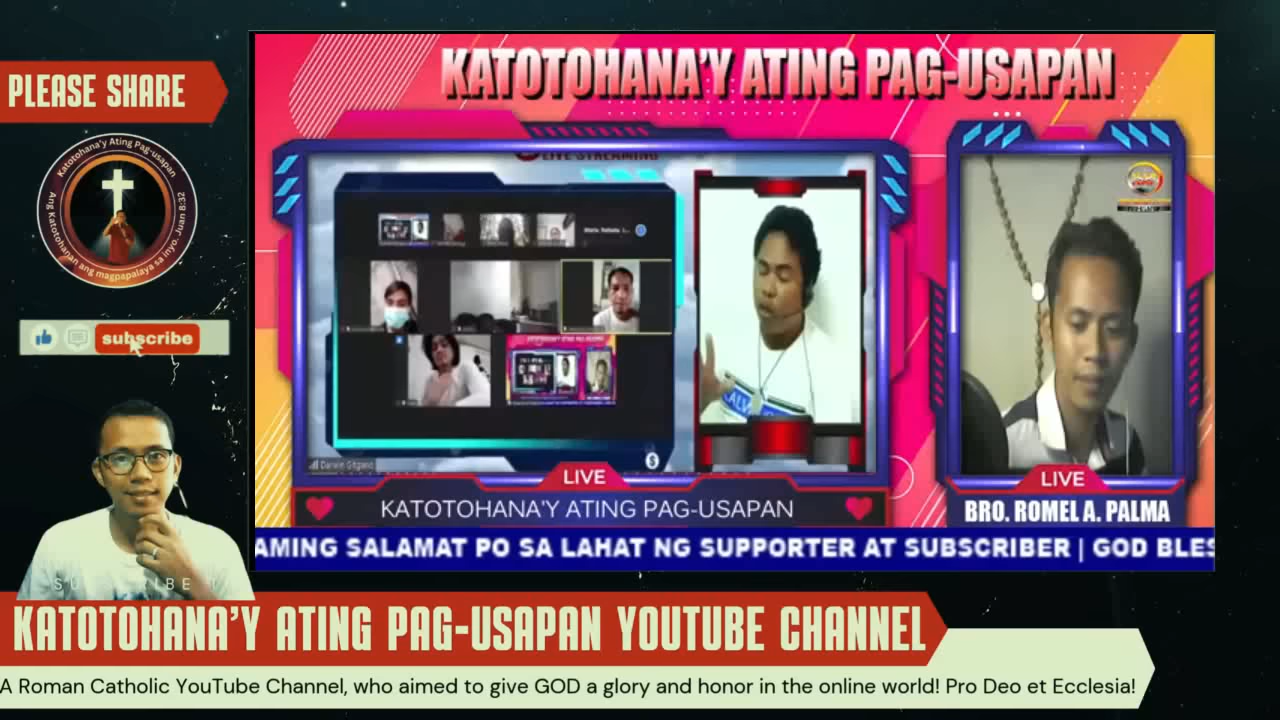 PLEASE SHARE
Katotohana'y Ating Pag-usapan
Ang Katotohanan ang magpapalaya sa inyo. Juan 8:32
subscribe
KATOTOHANA'Y ATING PAG-USAPAN
LIVE STREAMING
Darwin Gitgano
LIVE
KATOTOHANA'Y ATING PAG-USAPAN
LIVE
BRO. ROMEL A. PALMA
AMING SALAMAT PO SA LAHAT NG SUPPORTER AT SUBSCRIBER | GOD BLES
KATOTOHANA'Y ATING PAG-USAPAN YOUTUBE CHANNEL
A Roman Catholic YouTube Channel, who aimed to give GOD a glory and honor in the online world! Pro Deo et Ecclesia!